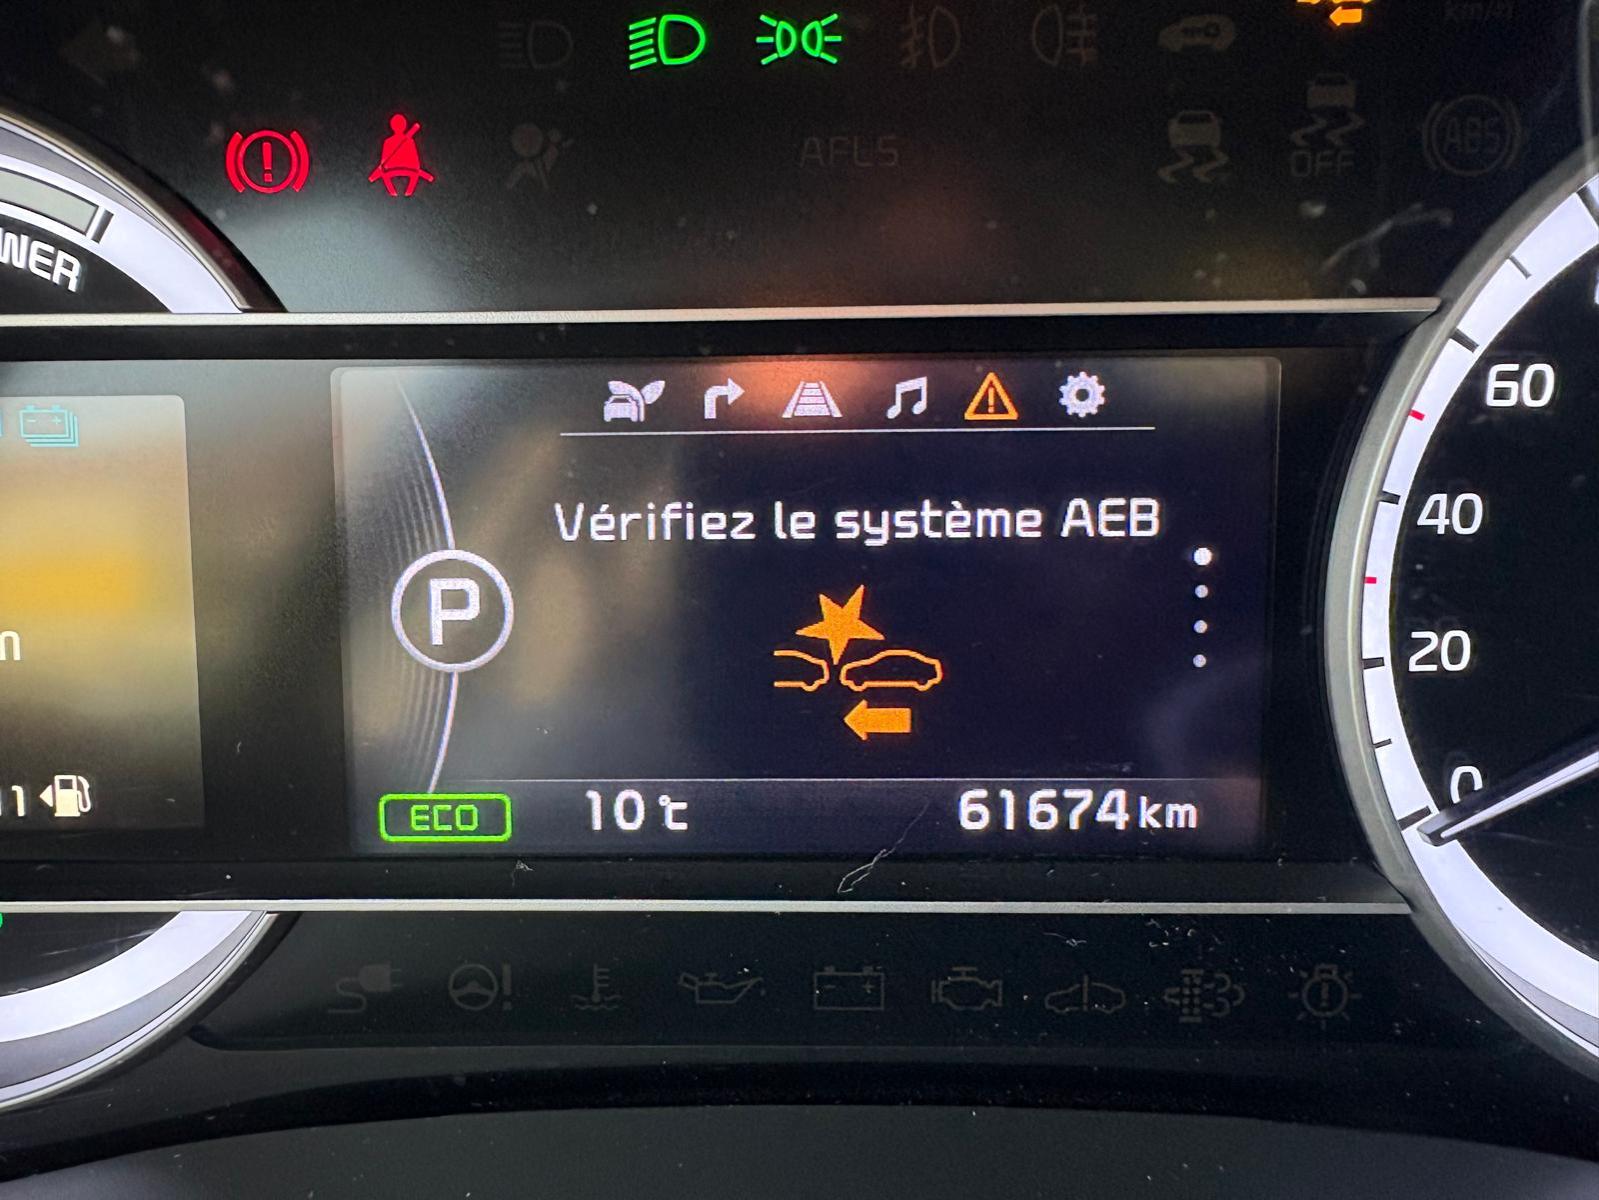 AFLS
OFF
ABS
WER
60
Vérifiez le système AEB
40
P
20
n
0
ECO
10 ℃
61674 km